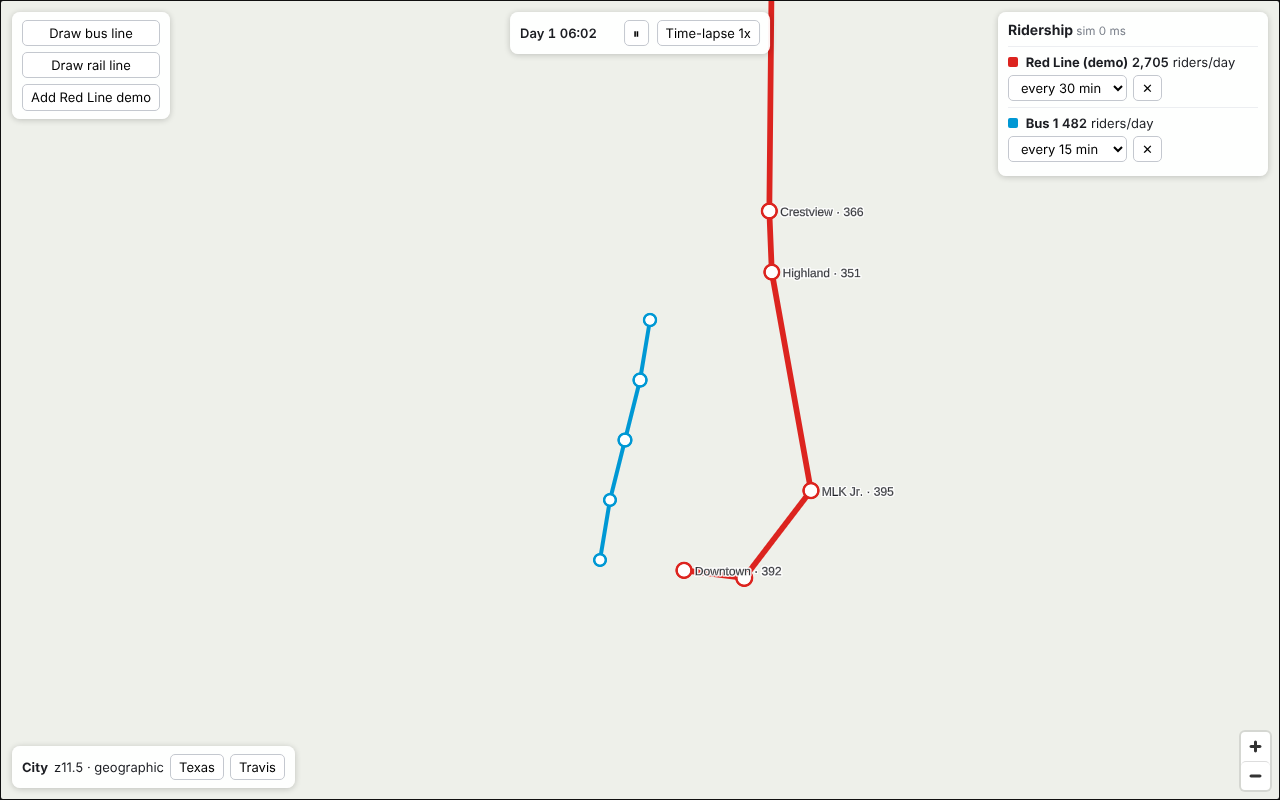 Draw bus line
Draw rail line
Add Red Line demo
Day 1 06:02
Time-lapse 1x
Ridership sim 0 ms
Red Line (demo) 2,705 riders/day
every 30 min
Bus 1 482 riders/day
every 15 min
Crestview · 366
Highland · 351
MLK Jr. · 395
Downtown · 392
City z11.5 · geographic Texas Travis